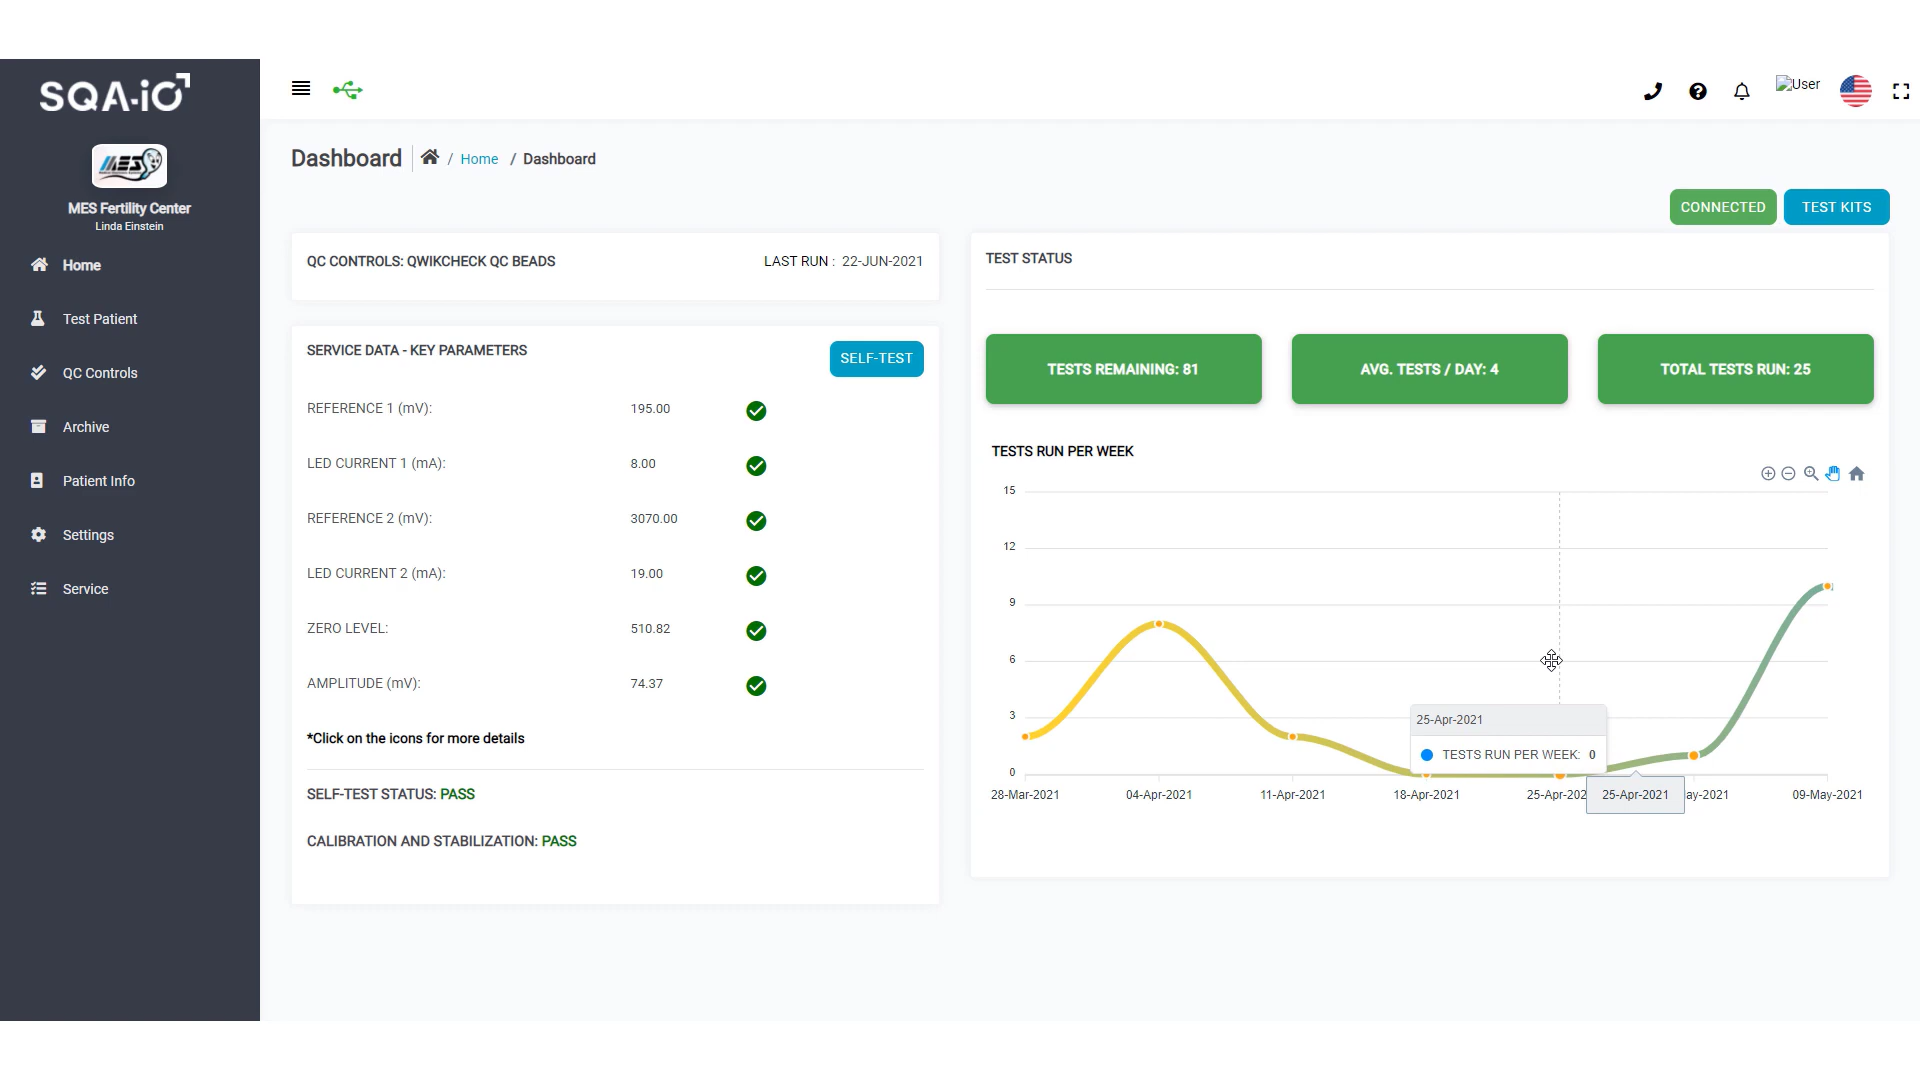 SQA-iO
MES
MES Fertility Center
Linda Einstein
Home
Test Patient
QC Controls
Archive
Patient Info
Settings
Service
User
Dashboard / Home / Dashboard
CONNECTED TEST KITS
QC CONTROLS: QWIKCHECK QC BEADS LAST RUN : 22-JUN-2021
SERVICE DATA - KEY PARAMETERS SELF-TEST
REFERENCE 1 (mV): 195.00
LED CURRENT 1 (mA): 8.00
REFERENCE 2 (mV): 3070.00
LED CURRENT 2 (mA): 19.00
ZERO LEVEL: 510.82
AMPLITUDE (mV): 74.37
*Click on the icons for more details
SELF-TEST STATUS: PASS
CALIBRATION AND STABILIZATION: PASS
TEST STATUS
TESTS REMAINING: 81 AVG. TESTS / DAY: 4 TOTAL TESTS RUN: 25
TESTS RUN PER WEEK
15
12
9
6
3
0
25-Apr-2021
TESTS RUN PER WEEK: 0
28-Mar-2021 04-Apr-2021 11-Apr-2021 18-Apr-2021 25-Apr-202 25-Apr-2021 ay-2021 09-May-2021